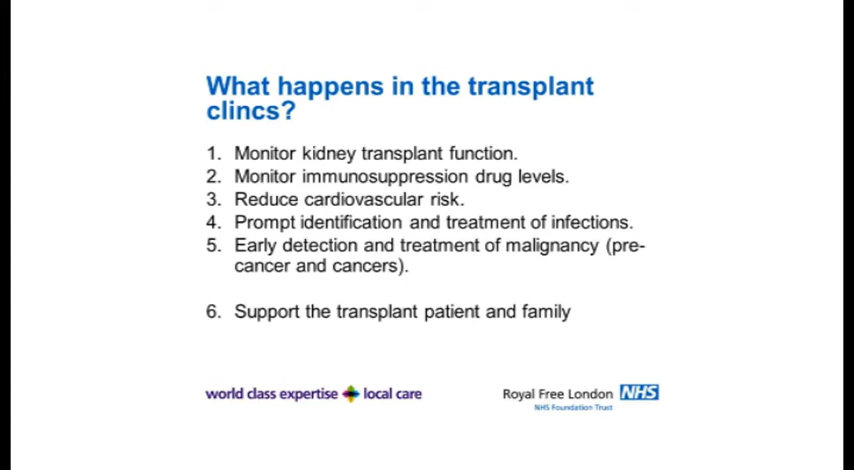 What happens in the transplant
clincs?
1. Monitor kidney transplant function.
2. Monitor immunosuppression drug levels.
3. Reduce cardiovascular risk.
4. Prompt identification and treatment of infections.
5. Early detection and treatment of malignancy (pre-
cancer and cancers).
6. Support the transplant patient and family
world class expertise local care
Royal Free London NHS
NHS Foundation Trust